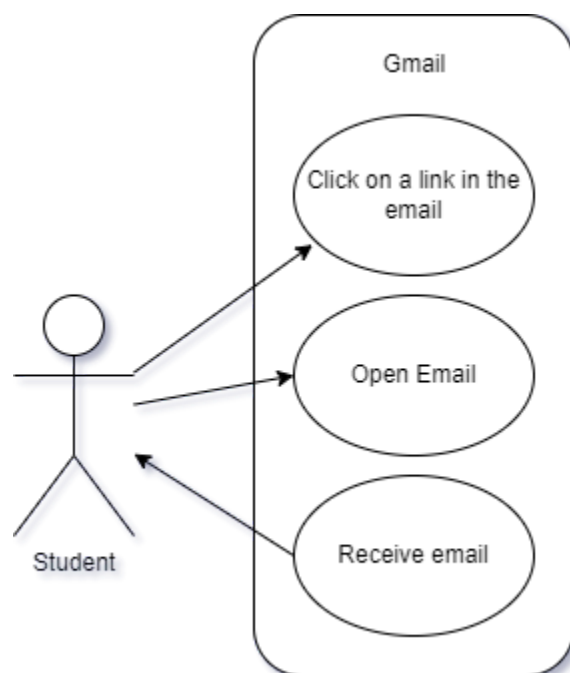 Gmail
Click on a link in the
email
Open Email
Receive email
Student